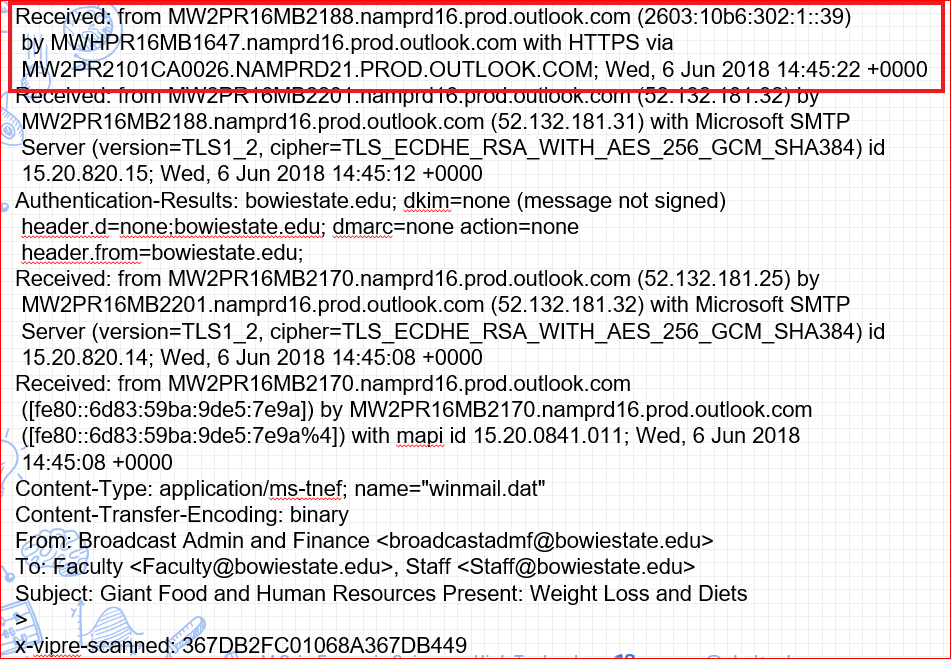 Received: from MW2PR16MB2188.namprd16.prod.outlook.com (2603:10b6:302:1::39)
by MWHPR16MB1647.namprd16.prod.outlook.com with HTTPS via
MW2PR2101CA0026.NAMPRD21.PROD.OUTLOOK.COM; Wed, 6 Jun 2018 14:45:22 +0000
Received: from MW2PR16MB2201.namprd16.prod.outlook.com (52.132.181.32) by
MW2PR16MB2188.namprd16.prod.outlook.com (52.132.181.31) with Microsoft SMTP
Server (version=TLS1_2, cipher=TLS_ECDHE_RSA_WITH_AES_256_GCM_SHA384) id
15.20.820.15; Wed, 6 Jun 2018 14:45:12 +0000
Authentication-Results: bowiestate.edu; dkim=none (message not signed)
header.d=none;bowiestate.edu; dmarc=none action=none
header.from=bowiestate.edu;
Received: from MW2PR16MB2170.namprd16.prod.outlook.com (52.132.181.25) by
MW2PR16MB2201.namprd16.prod.outlook.com (52.132.181.32) with Microsoft SMTP
Server (version=TLS1_2, cipher=TLS_ECDHE_RSA_WITH_AES_256_GCM_SHA384) id
15.20.820.14; Wed, 6 Jun 2018 14:45:08 +0000
Received: from MW2PR16MB2170.namprd16.prod.outlook.com
([fe80::6d83:59ba:9de5:7e9a]) by MW2PR16MB2170.namprd16.prod.outlook.com
([fe80::6d83:59ba:9de5:7e9a%4]) with mapi id 15.20.0841.011; Wed, 6 Jun 2018
14:45:08 +0000
Content-Type: application/ms-tnef; name="winmail.dat"
Content-Transfer-Encoding: binary
From: Broadcast Admin and Finance <broadcastadmf@bowiestate.edu>
To: Faculty <Faculty@bowiestate.edu>, Staff <Staff@bowiestate.edu>
Subject: Giant Food and Human Resources Present: Weight Loss and Diets
>
x-vipre-scanned: 367DB2FC01068A367DB449